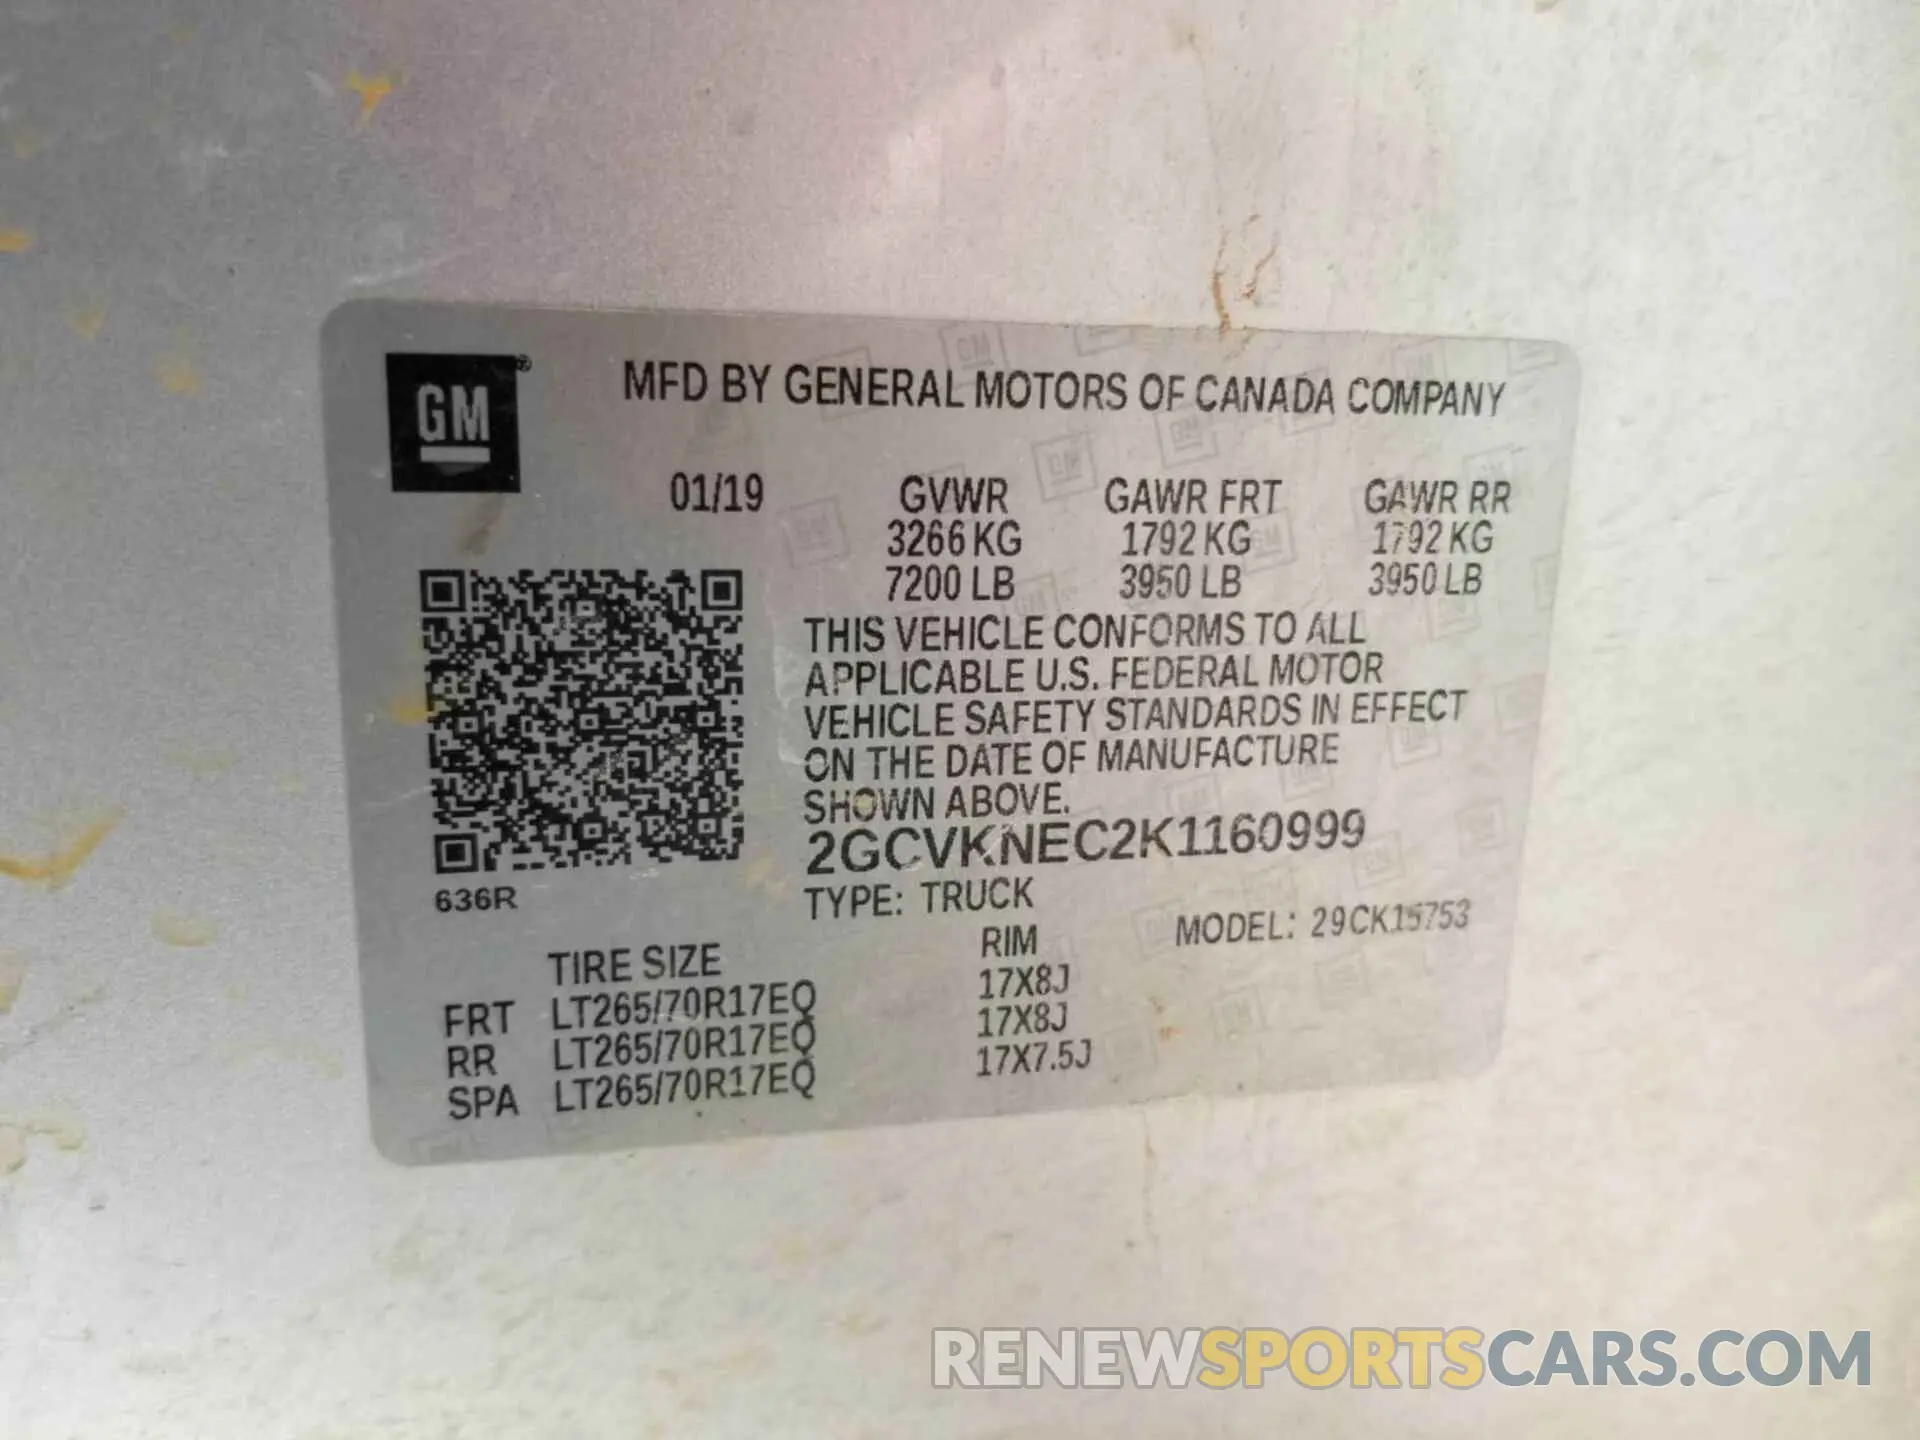 GM®
MFD BY GENERAL MOTORS OF CANADA COMPANY
01/19 GVWR GAWR FRT GAWR RR
3266 KG 1792 KG 1792 KG
7200 LB 3950 LB 3950 LB
THIS VEHICLE CONFORMS TO ALL
APPLICABLE U.S. FEDERAL MOTOR
VEHICLE SAFETY STANDARDS IN EFFECT
ON THE DATE OF MANUFACTURE
SHOWN ABOVE.
2GCVKNEC2K1160999
636R
TYPE: TRUCK
MODEL: 29CK15753
TIRE SIZE RIM
FRT LT265/70R17EQ 17X8J
RR LT265/70R17EQ 17X8J
SPA LT265/70R17EQ 17X7.5J
RENEWSPORTSCARS.COM